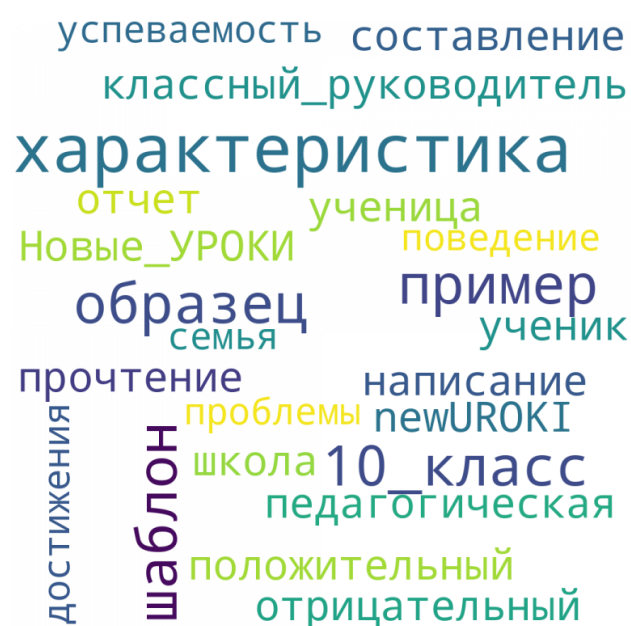 успеваемость
составление
классный_руководитель
характеристика
отчет
ученица
Новые_УРОКИ
поведение
пример
образец
ученик
семья
прочтение
написание
проблемы
newUROKI
достижения
шаблон
школа
10_класс
педагогическая
положительный
отрицательный